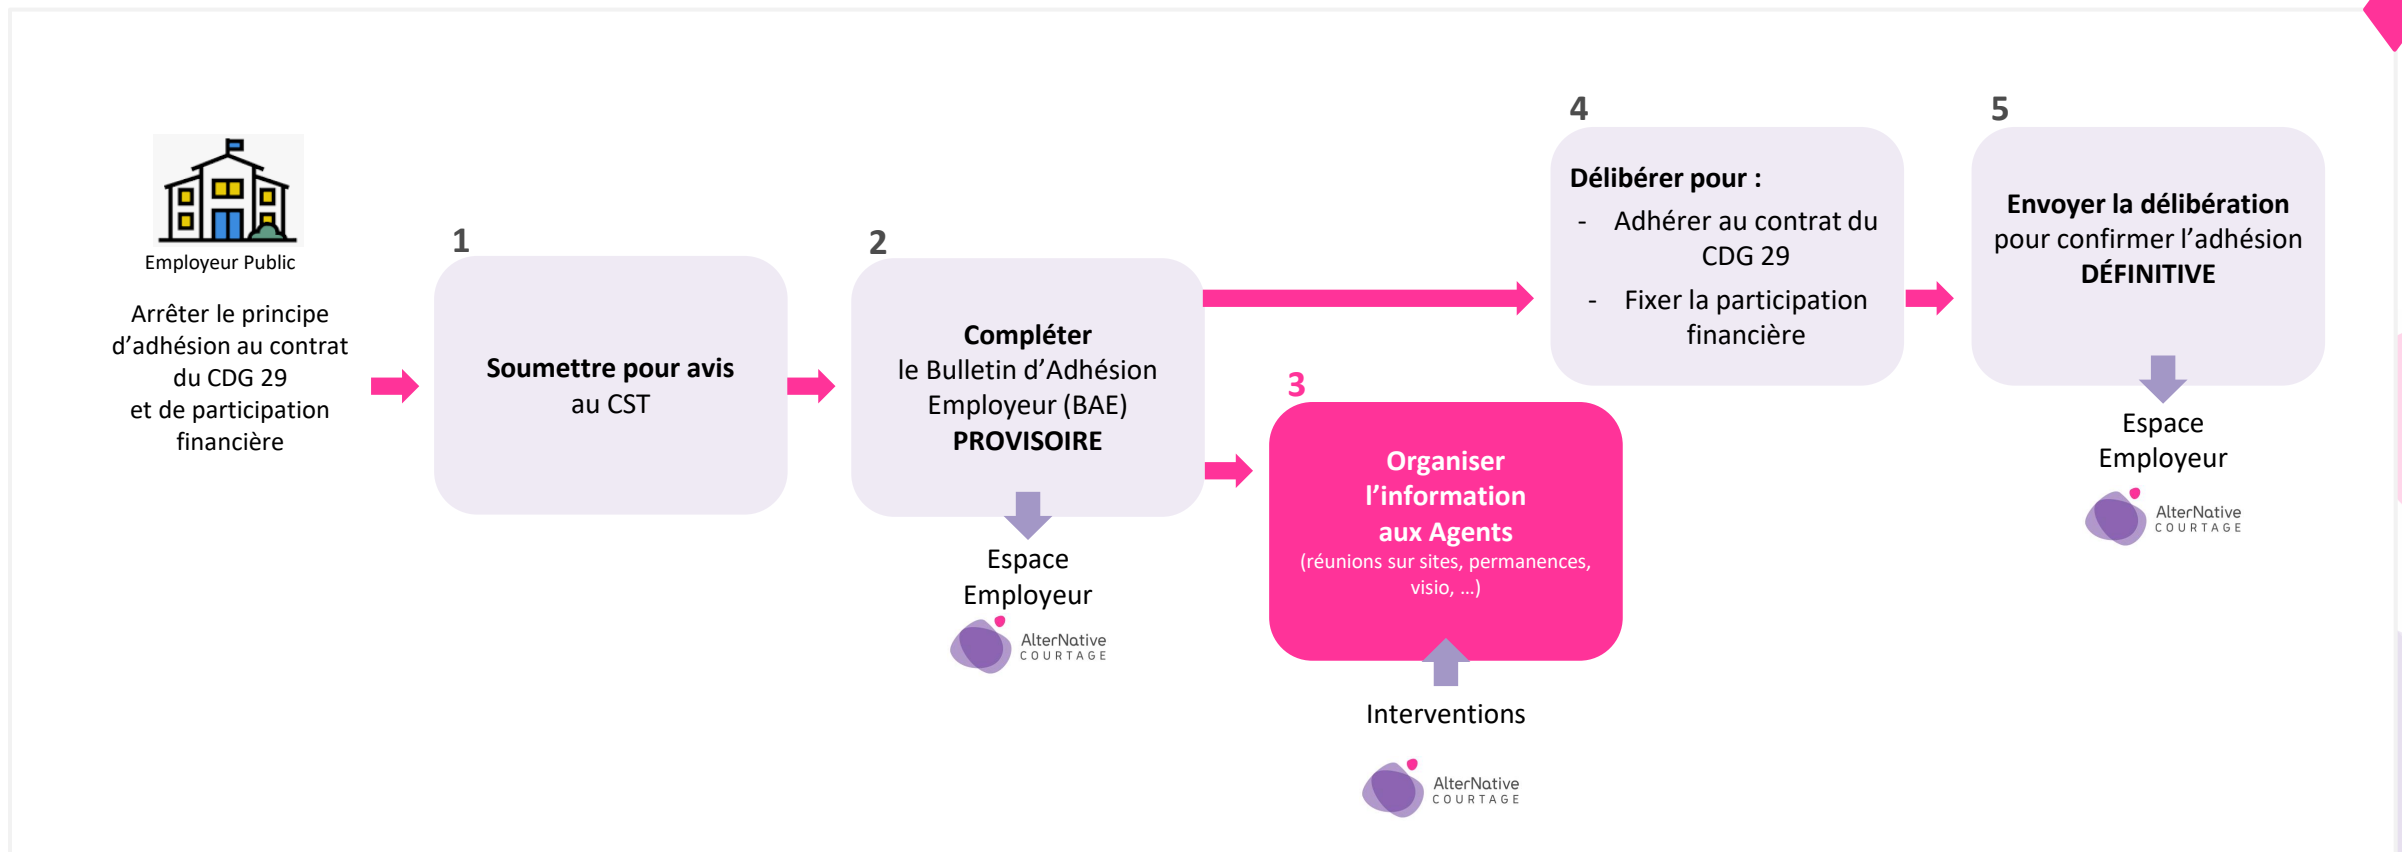 Employeur Public
Arrêter le principe
d’adhésion au contrat
du CDG 29
et de participation
financière
1
Soumettre pour avis
au CST
2
Compléter
le Bulletin d’Adhésion
Employeur (BAE)
PROVISOIRE
Espace
Employeur
AlterNative
COURTAGE
3
Organiser
l’information
aux Agents
(réunions sur sites, permanences,
visio, …)
Interventions
AlterNative
COURTAGE
4
Délibérer pour :
- Adhérer au contrat du
CDG 29
- Fixer la participation
financière
5
Envoyer la délibération
pour confirmer l’adhésion
DÉFINITIVE
Espace
Employeur
AlterNative
COURTAGE